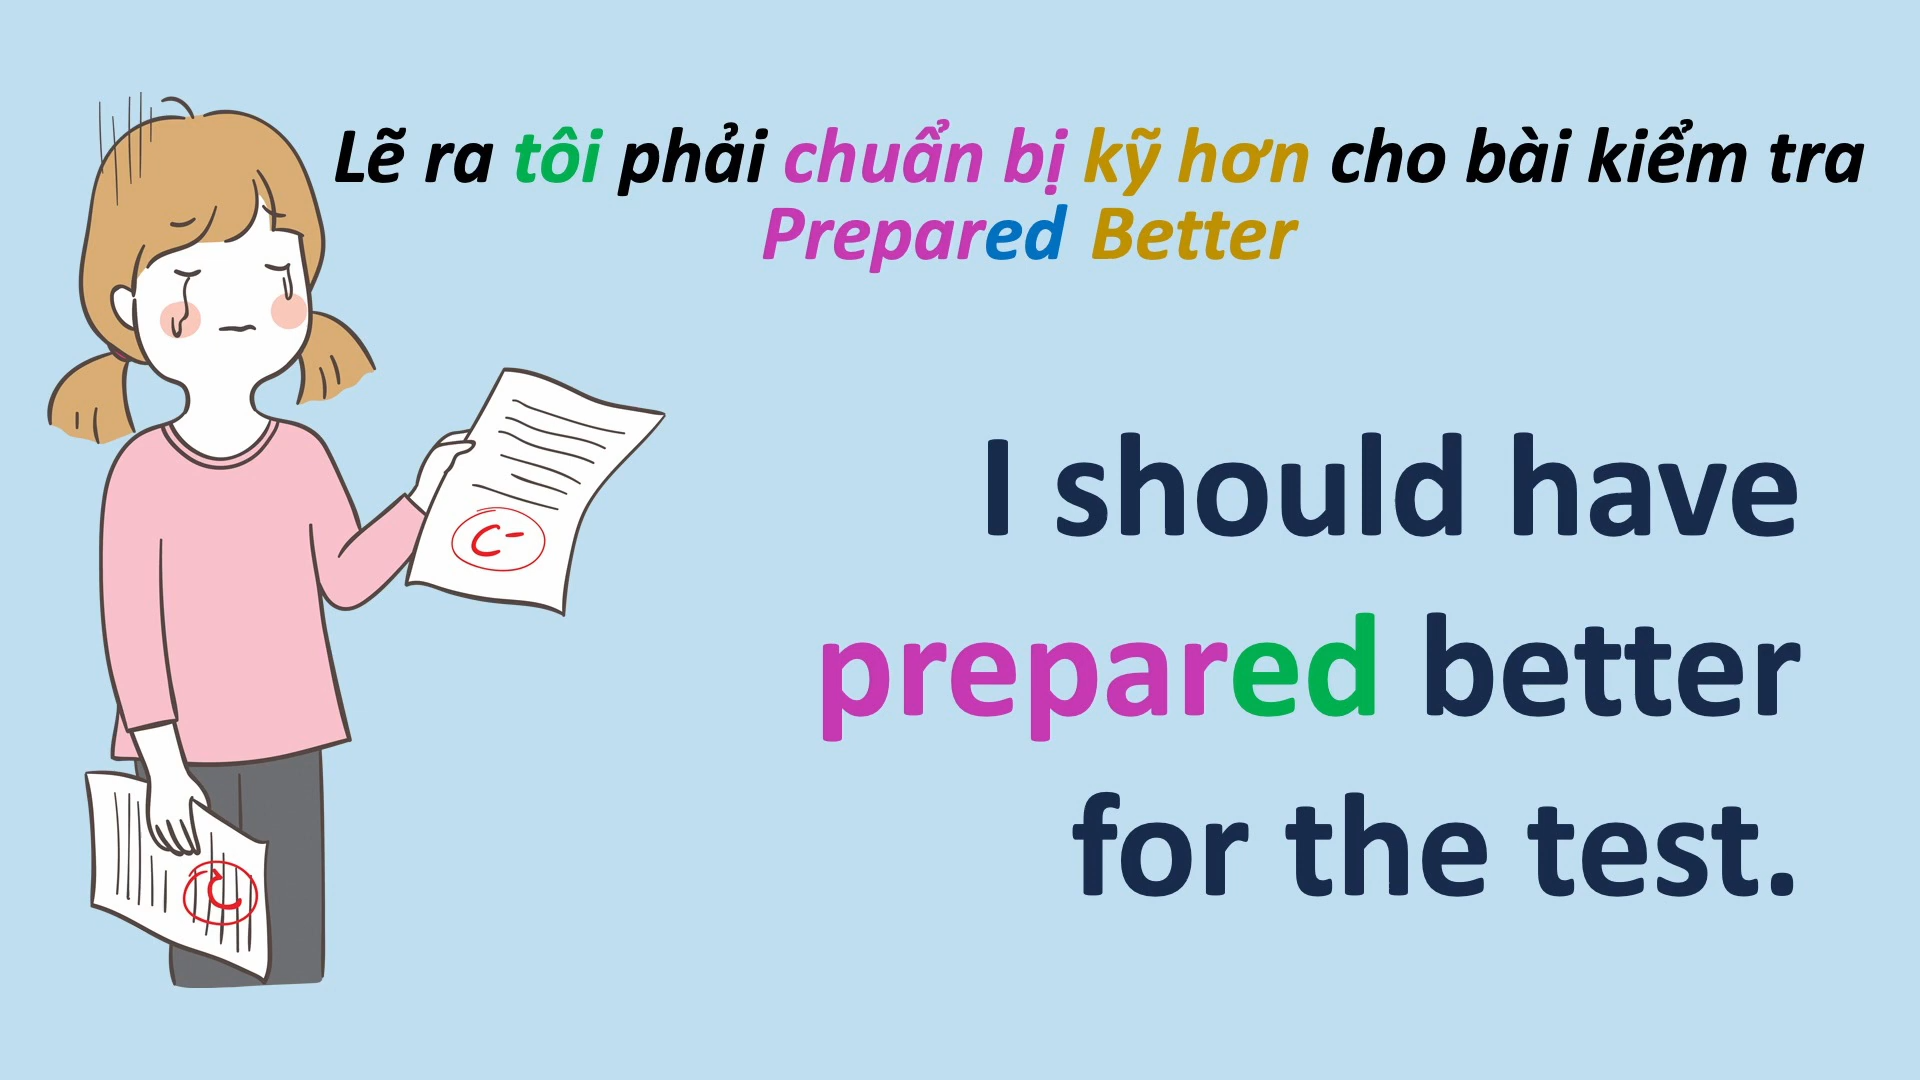 Lẽ ra tôi phải chuẩn bị kỹ hơn cho bài kiểm tra
Prepared Better
C-
C
I should have
prepared better
for the test.